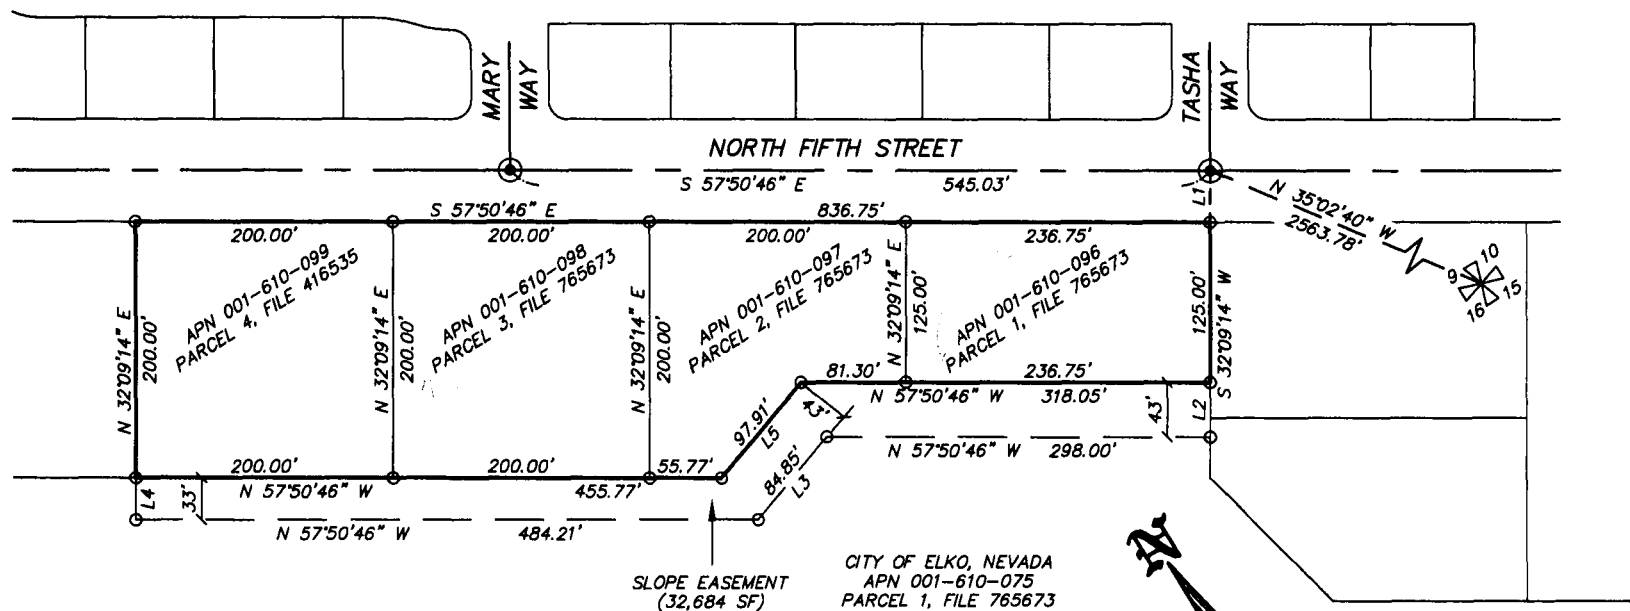 MARY
WAY
TASHA
WAY
NORTH FIFTH STREET
S 57°50'46" E 545.03'
L1
N 35°02'40" W
2563.78'
9 10
16 15
S 57°50'46" E 836.75'
200.00' 200.00' 200.00' 236.75'
N 32°09'14" E
200.00'
APN 001-610-099
PARCEL 4, FILE 416535
N 32°09'14" E
200.00'
APN 001-610-098
PARCEL 3, FILE 765673
N 32°09'14" E
200.00'
APN 001-610-097
PARCEL 2, FILE 765673
N 32°09'14" E
125.00'
APN 001-610-096
PARCEL 1, FILE 765673
125.00'
S 32°09'14" W
81.30' 236.75'
N 57°50'46" W 318.05'
43'
L2
43'
97.91'
L5
84.85'
L3
N 57°50'46" W 298.00'
200.00' 200.00' 55.77'
N 57°50'46" W 455.77'
L4
33'
N 57°50'46" W 484.21'
SLOPE EASEMENT
(32,684 SF)
CITY OF ELKO, NEVADA
APN 001-610-075
PARCEL 1, FILE 765673
N